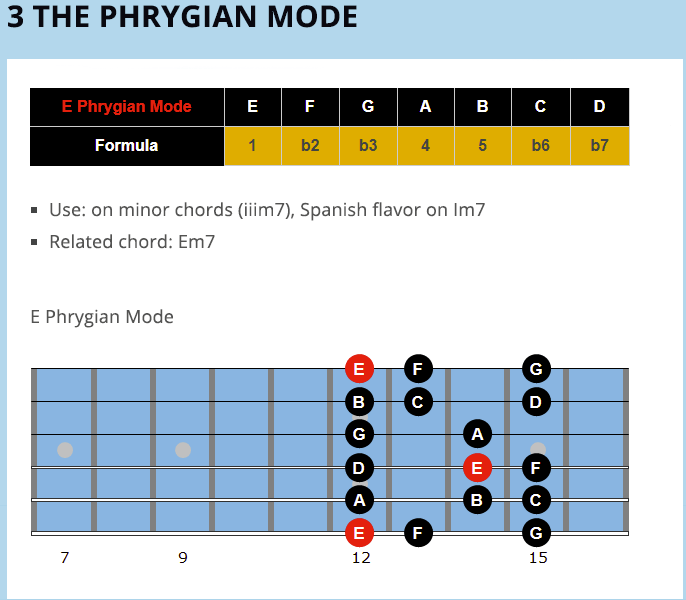 3 THE PHRYGIAN MODE
E Phrygian Mode E F G A B C D
Formula 1 b2 b3 4 5 b6 b7
Use: on minor chords (iiim7), Spanish flavor on Im7
Related chord: Em7
E Phrygian Mode
E F G
B C D
G A
D E F
A B C
E F G
7 9 12 15